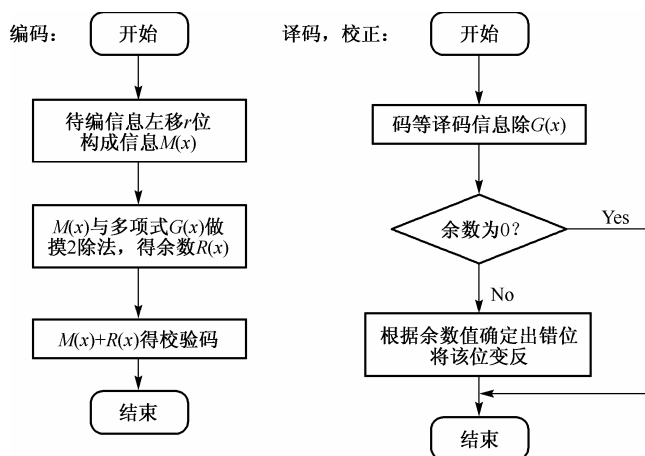 编码：
开始
待编信息左移r位
构成信息M(x)
M(x)与多项式G(x)做
摸2除法，得余数R(x)
M(x)+R(x)得校验码
结束
译码，校正：
开始
码等译码信息除G(x)
余数为0?
Yes
No
根据余数值确定出错位
将该位变反
结束